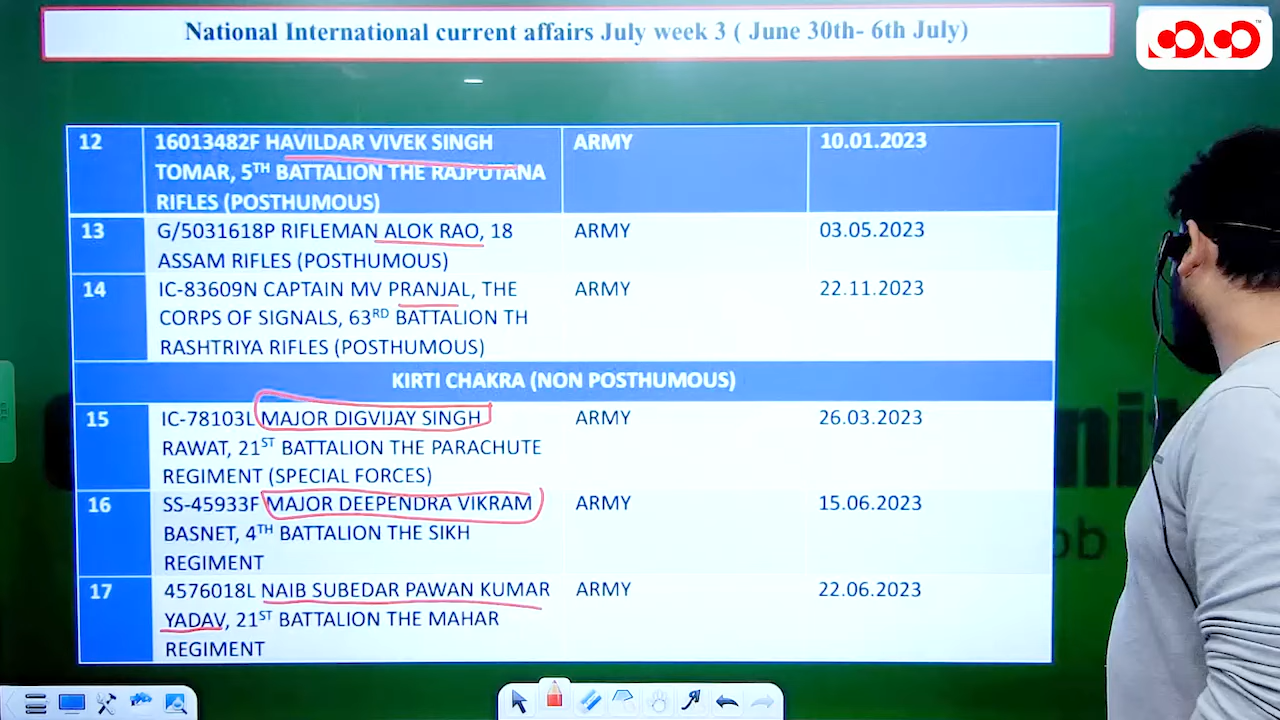 National International current affairs July week 3 ( June 30th- 6th July)
12 16013482F HAVILDAR VIVEK SINGH ARMY 10.01.2023
TOMAR, 5TH BATTALION THE RAJPUTANA
RIFLES (POSTHUMOUS)
13 G/5031618P RIFLEMAN ALOK RAO, 18 ARMY 03.05.2023
ASSAM RIFLES (POSTHUMOUS)
14 IC-83609N CAPTAIN MV PRANJAL, THE ARMY 22.11.2023
CORPS OF SIGNALS, 63RD BATTALION TH
RASHTRIYA RIFLES (POSTHUMOUS)
KIRTI CHAKRA (NON POSTHUMOUS)
15 IC-78103L MAJOR DIGVIJAY SINGH ARMY 26.03.2023
RAWAT, 21ST BATTALION THE PARACHUTE
REGIMENT (SPECIAL FORCES)
16 SS-45933F MAJOR DEEPENDRA VIKRAM ARMY 15.06.2023
BASNET, 4TH BATTALION THE SIKH
REGIMENT
17 4576018L NAIB SUBEDAR PAWAN KUMAR ARMY 22.06.2023
YADAV, 21ST BATTALION THE MAHAR
REGIMENT